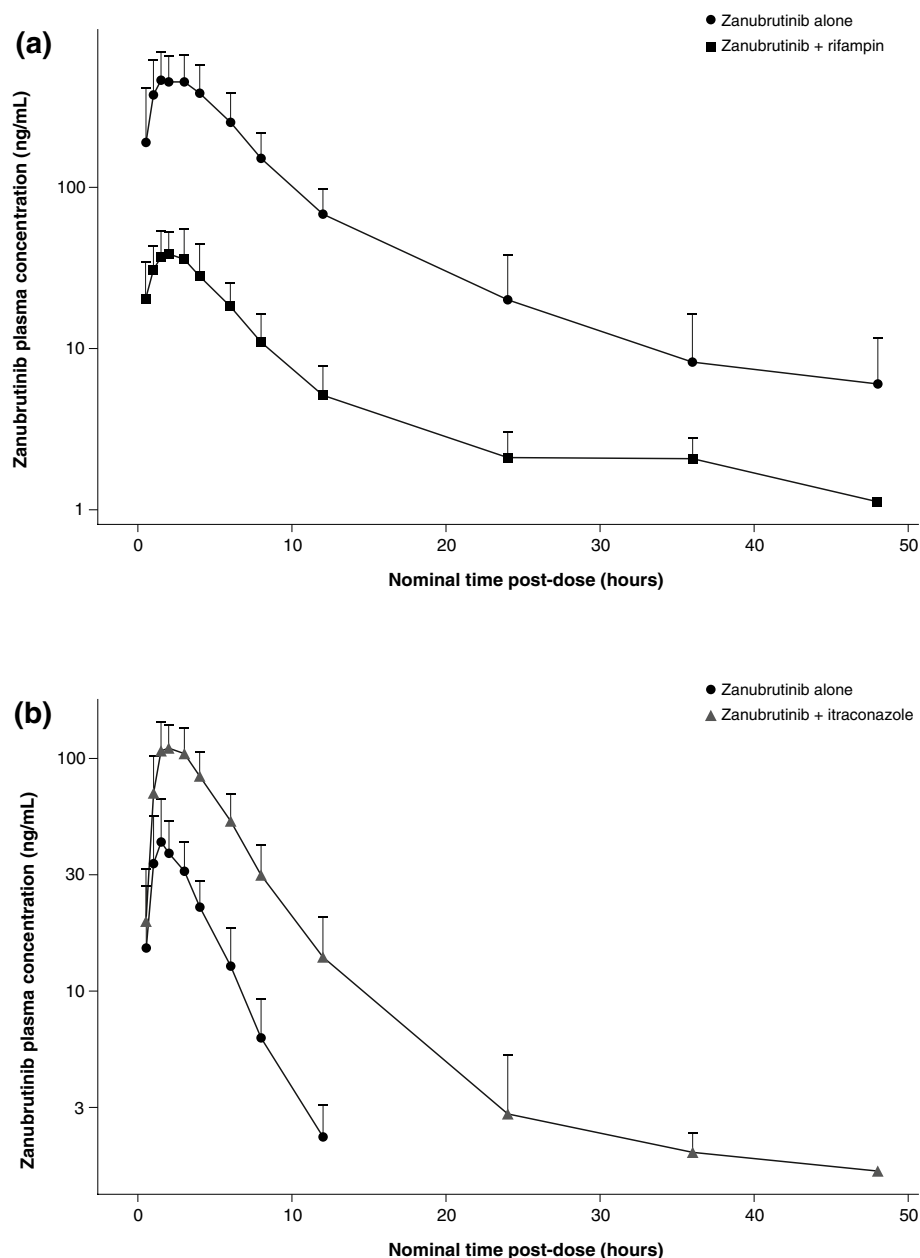 (a)
Zanubrutinib alone
Zanubrutinib + rifampin
Zanubrutinib plasma concentration (ng/mL)
100
10
1
0 10 20 30 40 50
Nominal time post-dose (hours)
(b)
Zanubrutinib alone
Zanubrutinib + itraconazole
Zanubrutinib plasma concentration (ng/mL)
100
30
10
3
0 10 20 30 40 50
Nominal time post-dose (hours)